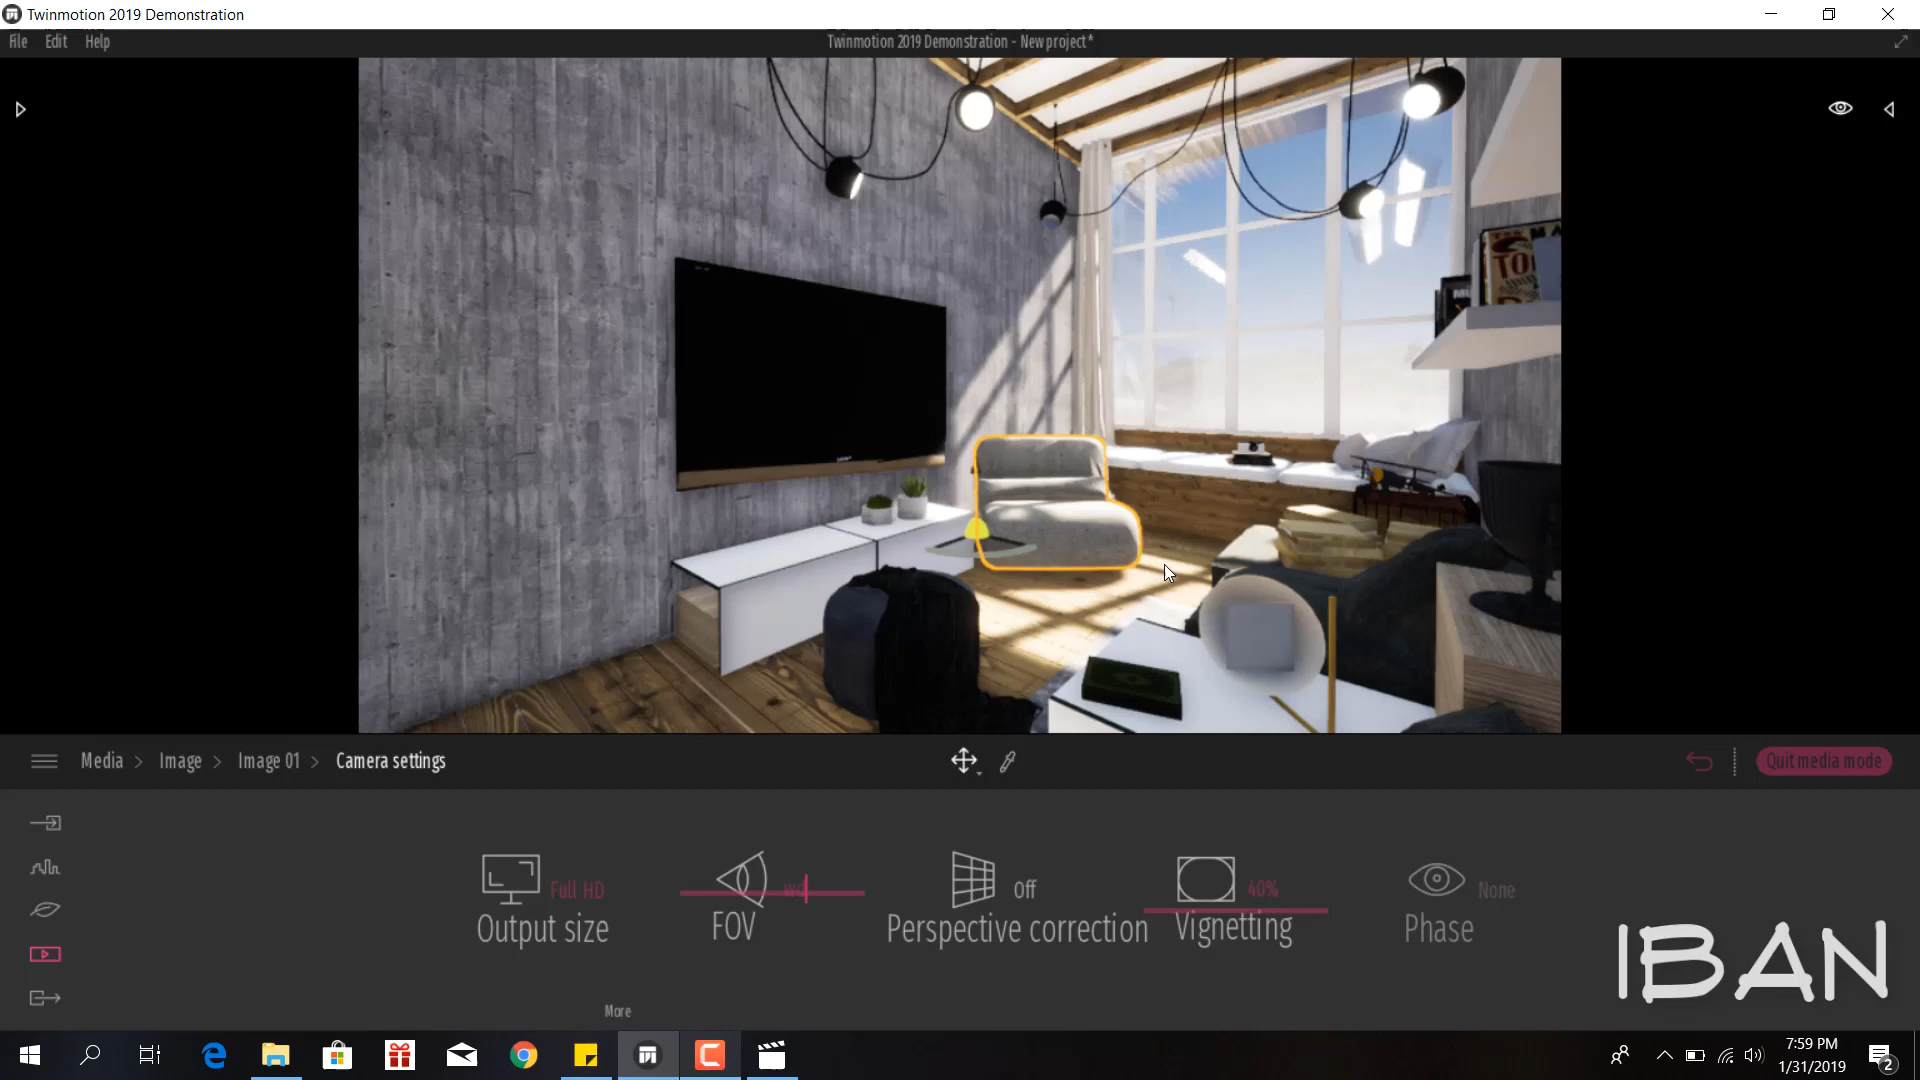 Twinmotion 2019 Demonstration
File Edit Help
Twinmotion 2019 Demonstration - New project*
TO
Media > Image > Image 01 > Camera settings
Quit media mode
Full HD
Output size
FOV
Off
Perspective correction
40%
Vignetting
None
Phase
More
IBAN
7:59 PM
1/31/2019
2